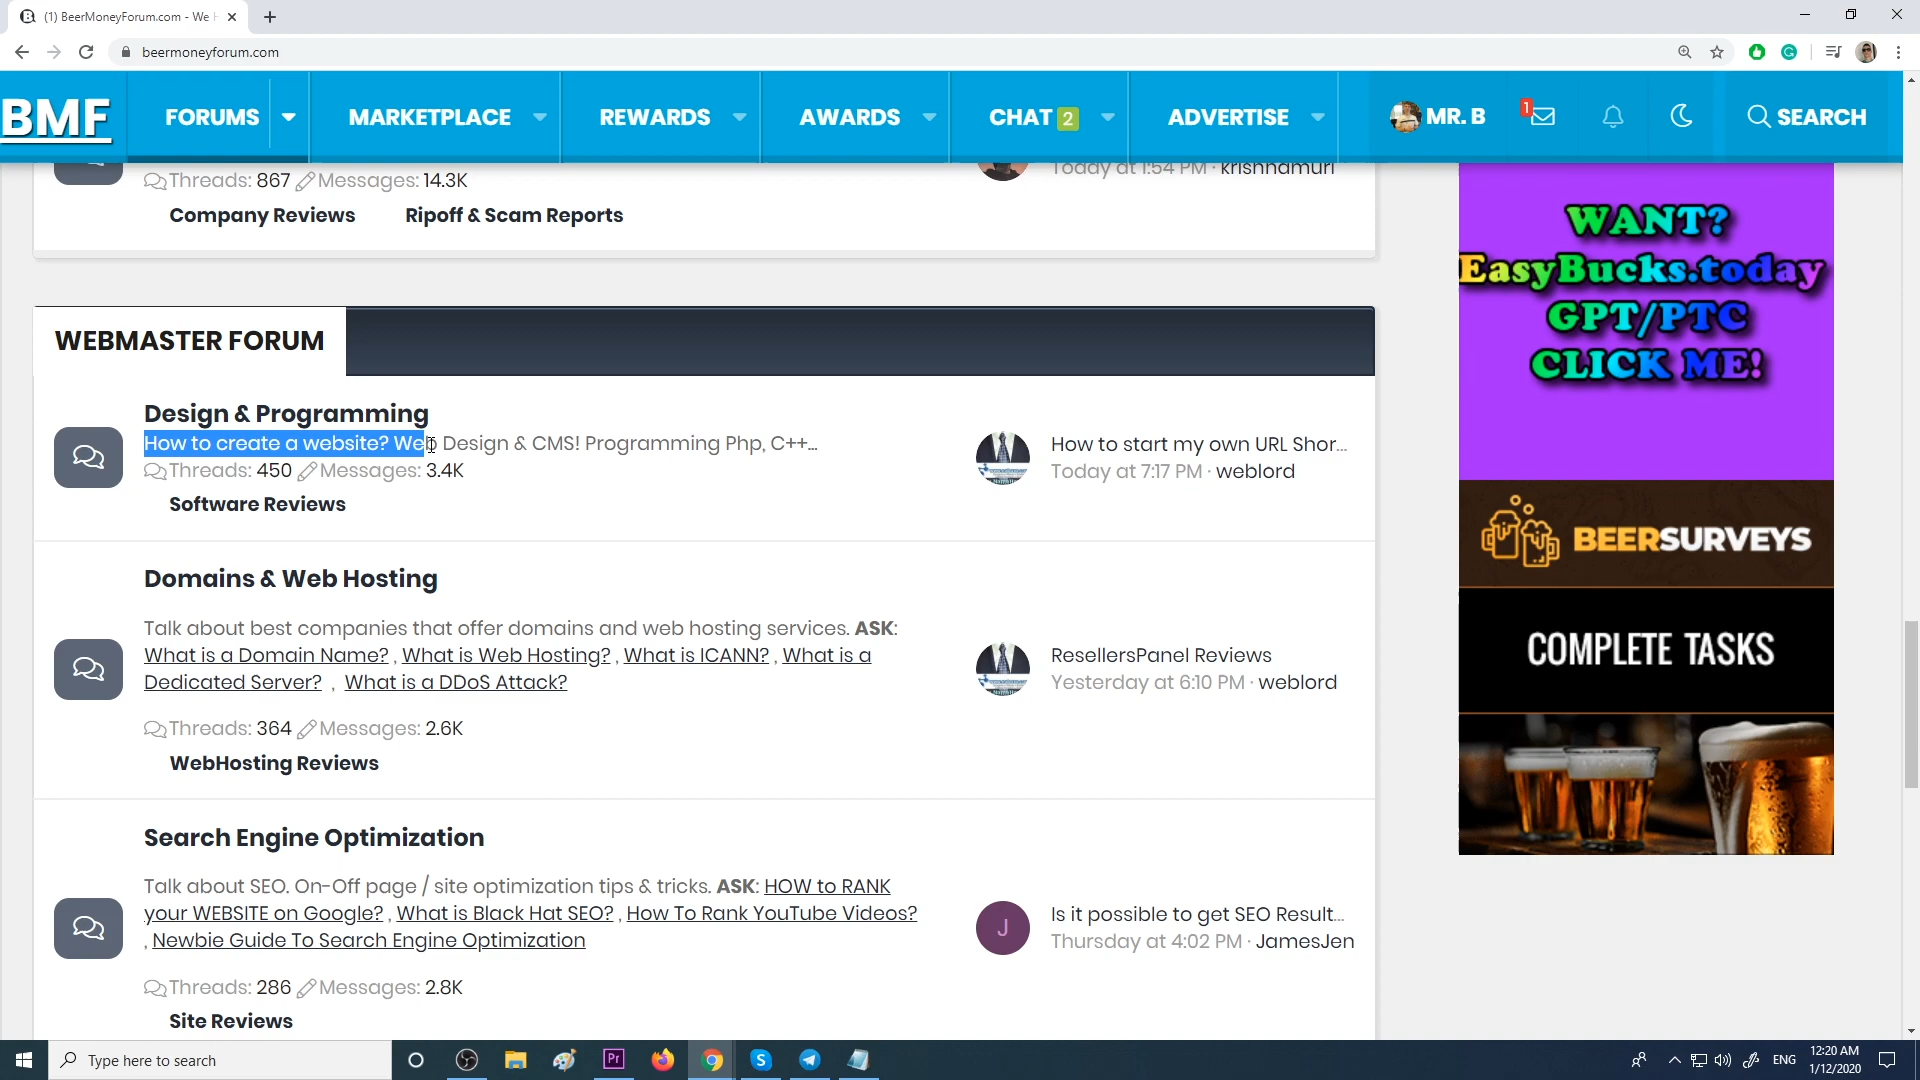 (1) BeerMoneyForum.com - We
beermoneyforum.com
BMF
FORUMS
MARKETPLACE
REWARDS
AWARDS
CHAT 2
ADVERTISE
MR. B
1
SEARCH
Threads: 867 Messages: 14.3K
Today at 1:54 PM · krishnamurl
Company Reviews Ripoff & Scam Reports
WEBMASTER FORUM
Design & Programming
How to create a website? Web Design & CMS! Programming Php, C++...
Threads: 450 Messages: 3.4K
Software Reviews
How to start my own URL Shor...
Today at 7:17 PM · weblord
Domains & Web Hosting
Talk about best companies that offer domains and web hosting services. ASK:
What is a Domain Name? , What is Web Hosting? , What is ICANN? , What is a
Dedicated Server? , What is a DDoS Attack?
Threads: 364 Messages: 2.6K
WebHosting Reviews
ResellersPanel Reviews
Yesterday at 6:10 PM · weblord
Search Engine Optimization
Talk about SEO. On-Off page / site optimization tips & tricks. ASK: HOW to RANK
your WEBSITE on Google? , What is Black Hat SEO? , How To Rank YouTube Videos?
, Newbie Guide To Search Engine Optimization
Threads: 286 Messages: 2.8K
Site Reviews
J
Is it possible to get SEO Result...
Thursday at 4:02 PM · JamesJen
WANT?
EasyBucks.today
GPT/PTC
CLICK ME!
BEERSURVEYS
COMPLETE TASKS
Type here to search
Pr
ENG
12:20 AM
1/12/2020